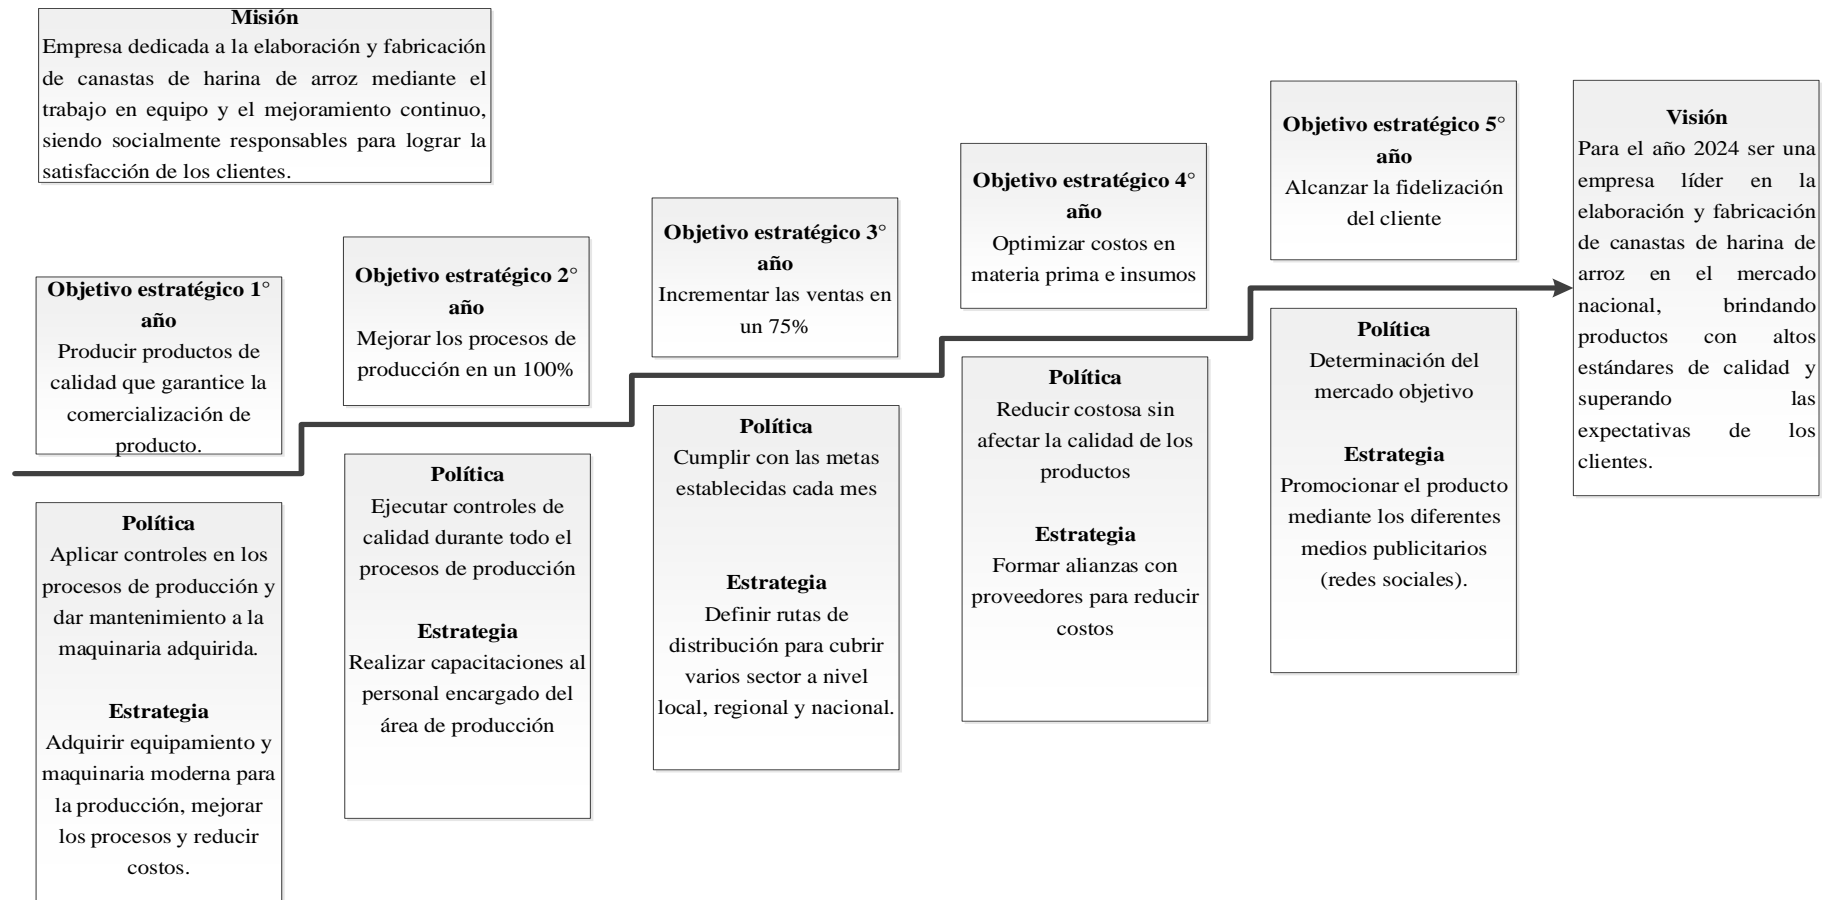 Misión
Empresa dedicada a la elaboración y fabricación
de canastas de harina de arroz mediante el
trabajo en equipo y el mejoramiento continuo,
siendo socialmente responsables para lograr la
satisfacción de los clientes.
Objetivo estratégico 1°
año
Producir productos de
calidad que garantice la
comercialización de
producto.
Política
Aplicar controles en los
procesos de producción y
dar mantenimiento a la
maquinaria adquirida.
Estrategia
Adquirir equipamiento y
maquinaria moderna para
la producción, mejorar
los procesos y reducir
costos.
Objetivo estratégico 2°
año
Mejorar los procesos de
producción en un 100%
Política
Ejecutar controles de
calidad durante todo el
procesos de producción
Estrategia
Realizar capacitaciones al
personal encargado del
área de producción
Objetivo estratégico 3°
año
Incrementar las ventas en
un 75%
Política
Cumplir con las metas
establecidas cada mes
Estrategia
Definir rutas de
distribución para cubrir
varios sector a nivel
local, regional y nacional.
Objetivo estratégico 4°
año
Optimizar costos en
materia prima e insumos
Política
Reducir costosa sin
afectar la calidad de los
productos
Estrategia
Formar alianzas con
proveedores para reducir
costos
Objetivo estratégico 5°
año
Alcanzar la fidelización
del cliente
Política
Determinación del
mercado objetivo
Estrategia
Promocionar el producto
mediante los diferentes
medios publicitarios
(redes sociales).
Visión
Para el año 2024 ser una
empresa líder en la
elaboración y fabricación
de canastas de harina de
arroz en el mercado
nacional, brindando
productos con altos
estándares de calidad y
superando las
expectativas de los
clientes.